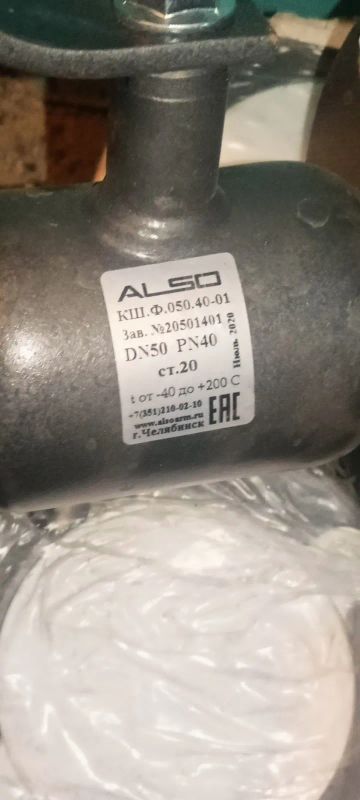 ALSO
КШ.Ф.050.40-01
Зав. №20501401
DN50 PN40
ст.20
Июль 2020
t от -40 до +200 С
+7(351)210-02-10
www.alsoarm.ru
г.Челябинск
EAC